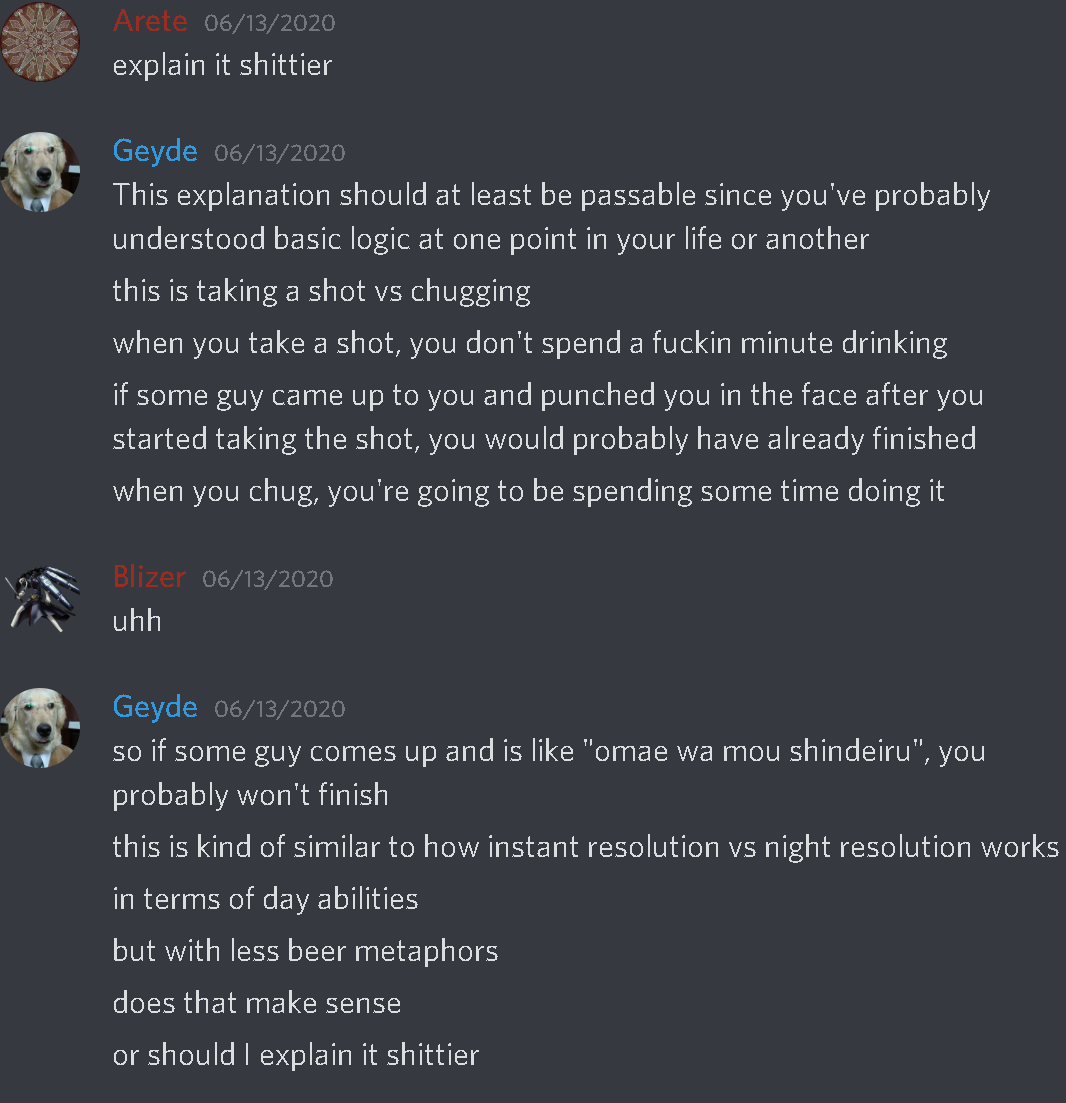 Arete 06/13/2020
explain it shittier
Geyde 06/13/2020
This explanation should at least be passable since you've probably
understood basic logic at one point in your life or another
this is taking a shot vs chugging
when you take a shot, you don't spend a fuckin minute drinking
if some guy came up to you and punched you in the face after you
started taking the shot, you would probably have already finished
when you chug, you're going to be spending some time doing it
Blizer 06/13/2020
uhh
Geyde 06/13/2020
so if some guy comes up and is like "omae wa mou shindeiru", you
probably won't finish
this is kind of similar to how instant resolution vs night resolution works
in terms of day abilities
but with less beer metaphors
does that make sense
or should I explain it shittier